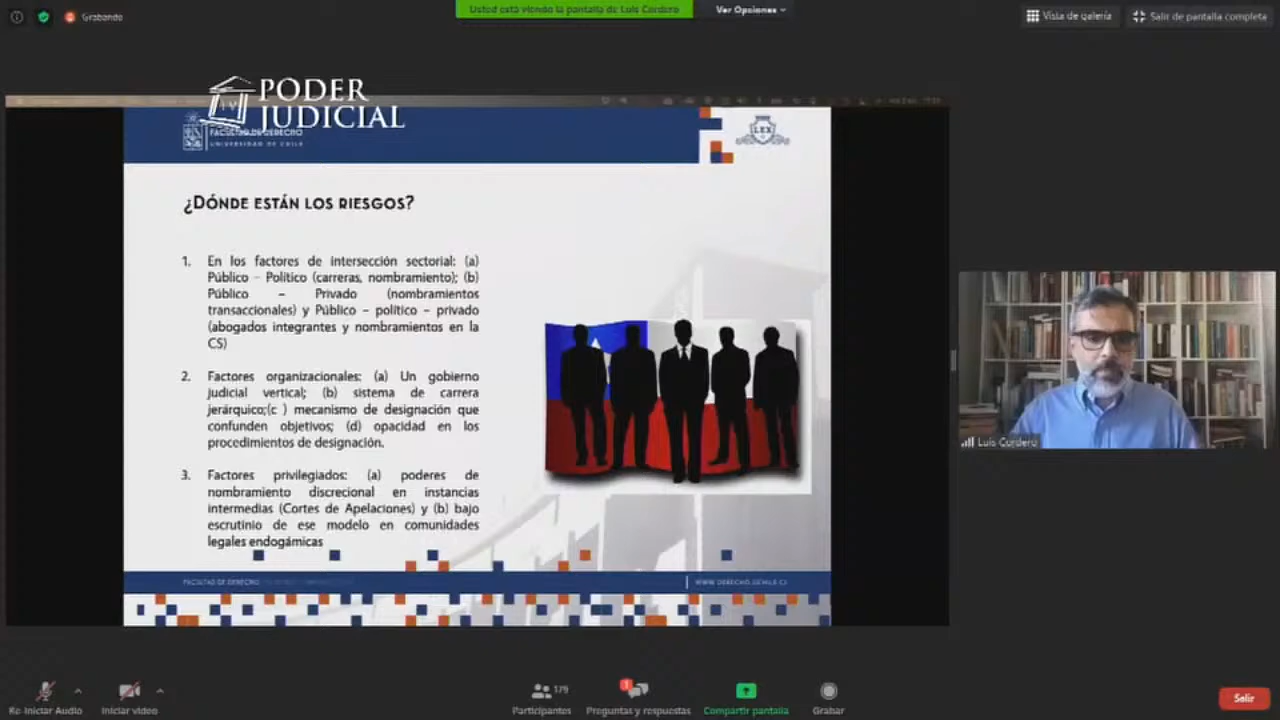 Grabando
Usted está viendo la pantalla de Luis Cordero
Ver Opciones
Vista de galería
Salir de pantalla completa
PODER
JUDICIAL
FACULTAD DE DERECHO
UNIVERSIDAD DE CHILE
LEX
¿DÓNDE ESTÁN LOS RIESGOS?
1. En los factores de intersección sectorial: (a)
Público – Político (carreras, nombramiento); (b)
Público – Privado (nombramientos
transaccionales) y Público – político – privado
(abogados integrantes y nombramientos en la
CS)
2. Factores organizacionales: (a) Un gobierno
judicial vertical; (b) sistema de carrera
jerárquico;(c ) mecanismo de designación que
confunden objetivos; (d) opacidad en los
procedimientos de designación.
3. Factores privilegiados: (a) poderes de
nombramiento discrecional en instancias
intermedias (Cortes de Apelaciones) y (b) bajo
escrutinio de ese modelo en comunidades
legales endogámicas
FACULTAD DE DERECHO
WWW.DERECHO.UCHILE.CL
Luis Cordero
Re-Iniciar Audio
Iniciar video
179
Participantes
1
Preguntas y respuestas
Compartir pantalla
Grabar
Salir